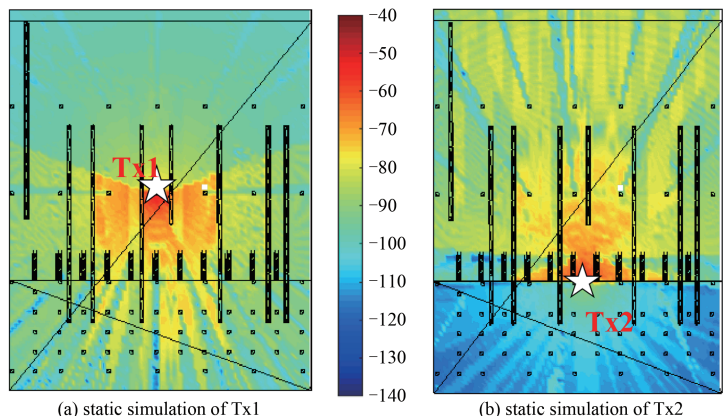 Tx1
−40
−50
−60
−70
−80
−90
−100
−110
−120
−130
−140
Tx2
(a) static simulation of Tx1
(b) static simulation of Tx2